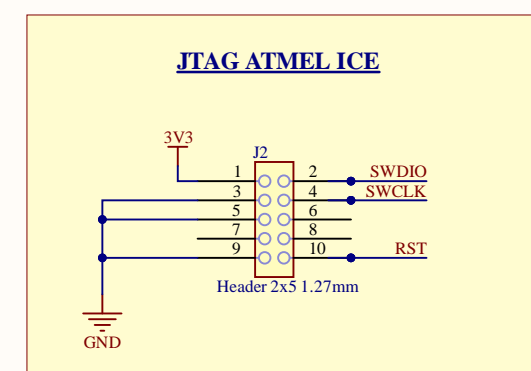 JTAG ATMEL ICE
3V3
J2
1 2 SWDIO
3 4 SWCLK
5 6
7 8
9 10 RST
Header 2x5 1.27mm
GND